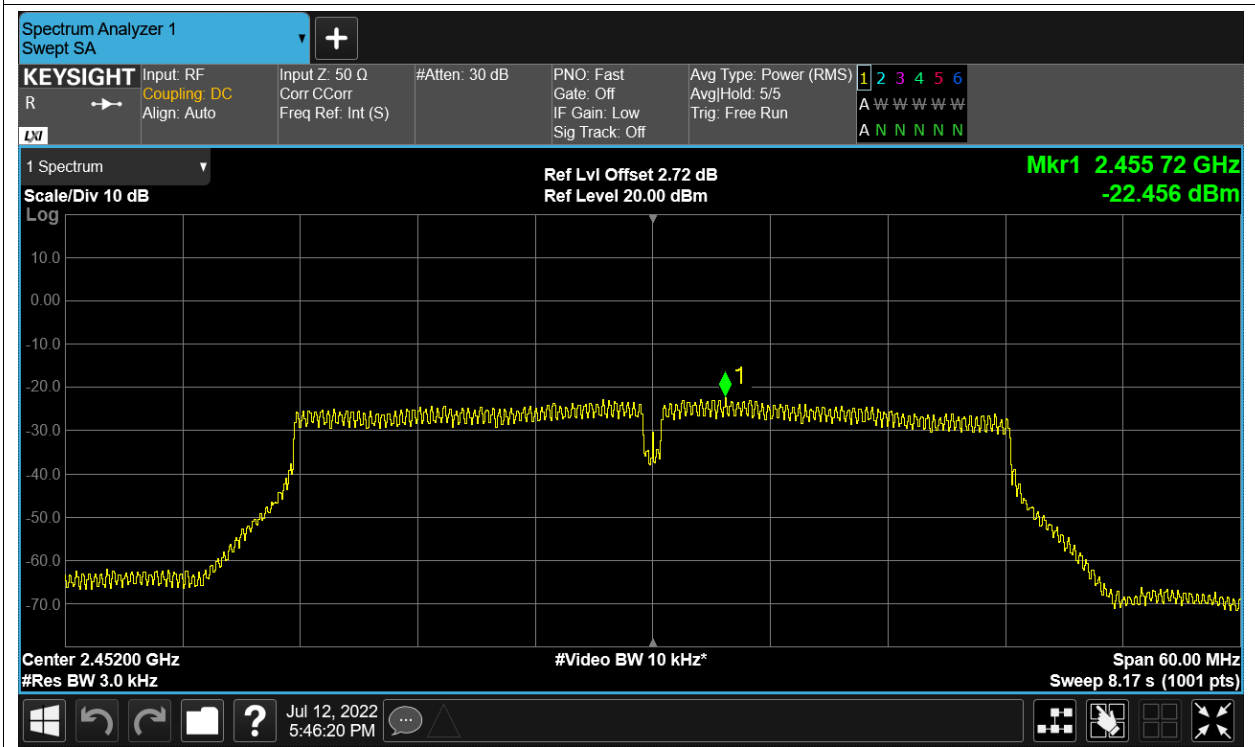 Spectrum Analyzer 1
Swept SA
+
KEYSIGHT
R
LXI
Input: RF
Coupling: DC
Align: Auto
Input Z: 50 Ω
Corr CCorr
Freq Ref: Int (S)
#Atten: 30 dB
PNO: Fast
Gate: Off
IF Gain: Low
Sig Track: Off
Avg Type: Power (RMS)
Avg|Hold: 5/5
Trig: Free Run
1 2 3 4 5 6
A W W W W W
A N N N N N
1 Spectrum
Scale/Div 10 dB
Log
Ref Lvl Offset 2.72 dB
Ref Level 20.00 dBm
Mkr1 2.455 72 GHz
-22.456 dBm
10.0
0.00
-10.0
-20.0
-30.0
-40.0
-50.0
-60.0
-70.0
1
Center 2.45200 GHz
#Res BW 3.0 kHz
#Video BW 10 kHz*
Span 60.00 MHz
Sweep 8.17 s (1001 pts)
?
Jul 12, 2022
5:46:20 PM